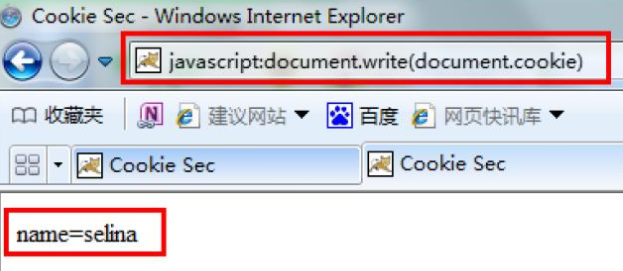 Cookie Sec - Windows Internet Explorer
javascript:document.write(document.cookie)
收藏夹 建议网站 百度 网页快讯库
Cookie Sec Cookie Sec
name=selina